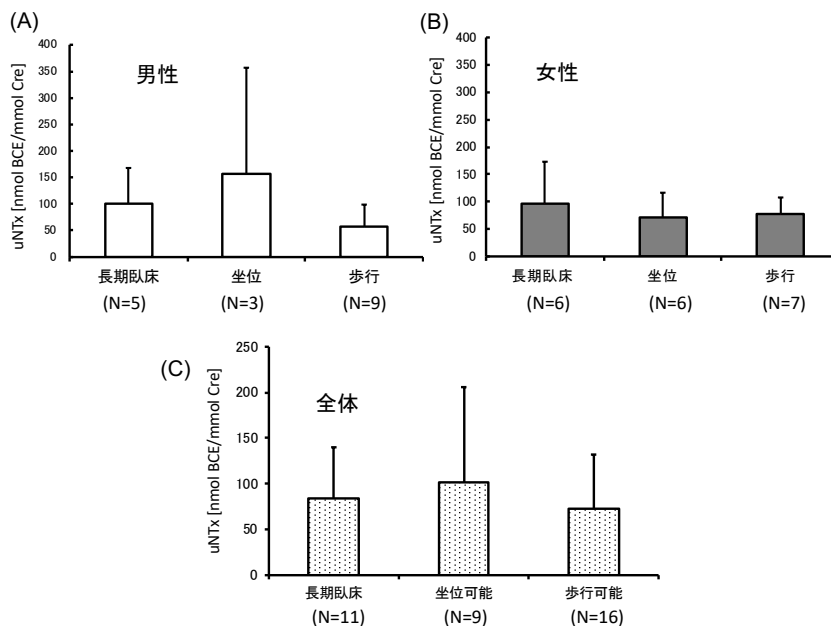 (A)
男性
uNTx [nmol BCE/mmol Cre]
400
350
300
250
200
150
100
50
0
長期臥床 坐位 歩行
(N=5) (N=3) (N=9)
(B)
女性
uNTx [nmol BCE/mmol Cre]
400
350
300
250
200
150
100
50
0
長期臥床 坐位 歩行
(N=6) (N=6) (N=7)
(C)
全体
uNTx [nmol BCE/mmol Cre]
250
200
150
100
50
0
長期臥床 坐位可能 歩行可能
(N=11) (N=9) (N=16)